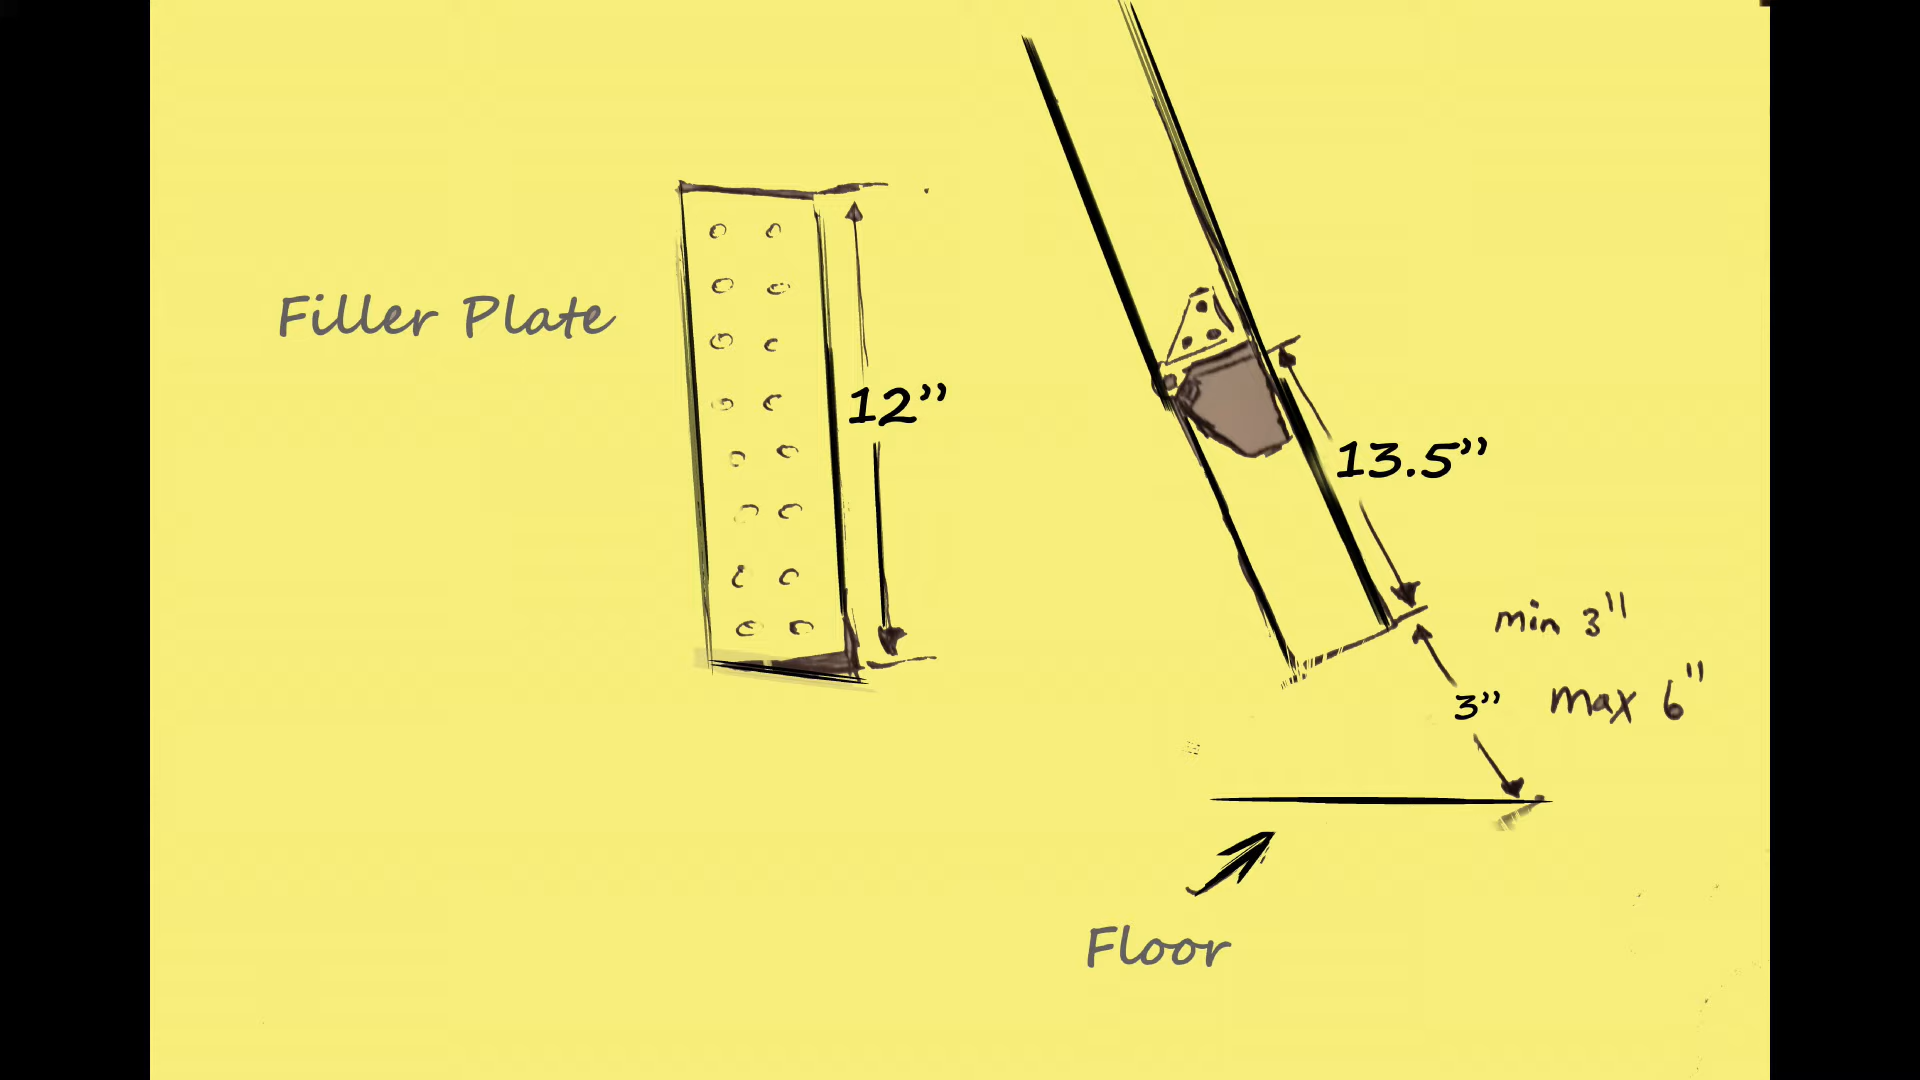 Filler Plate
12”
13.5”
min 3"
3”
max 6"
Floor